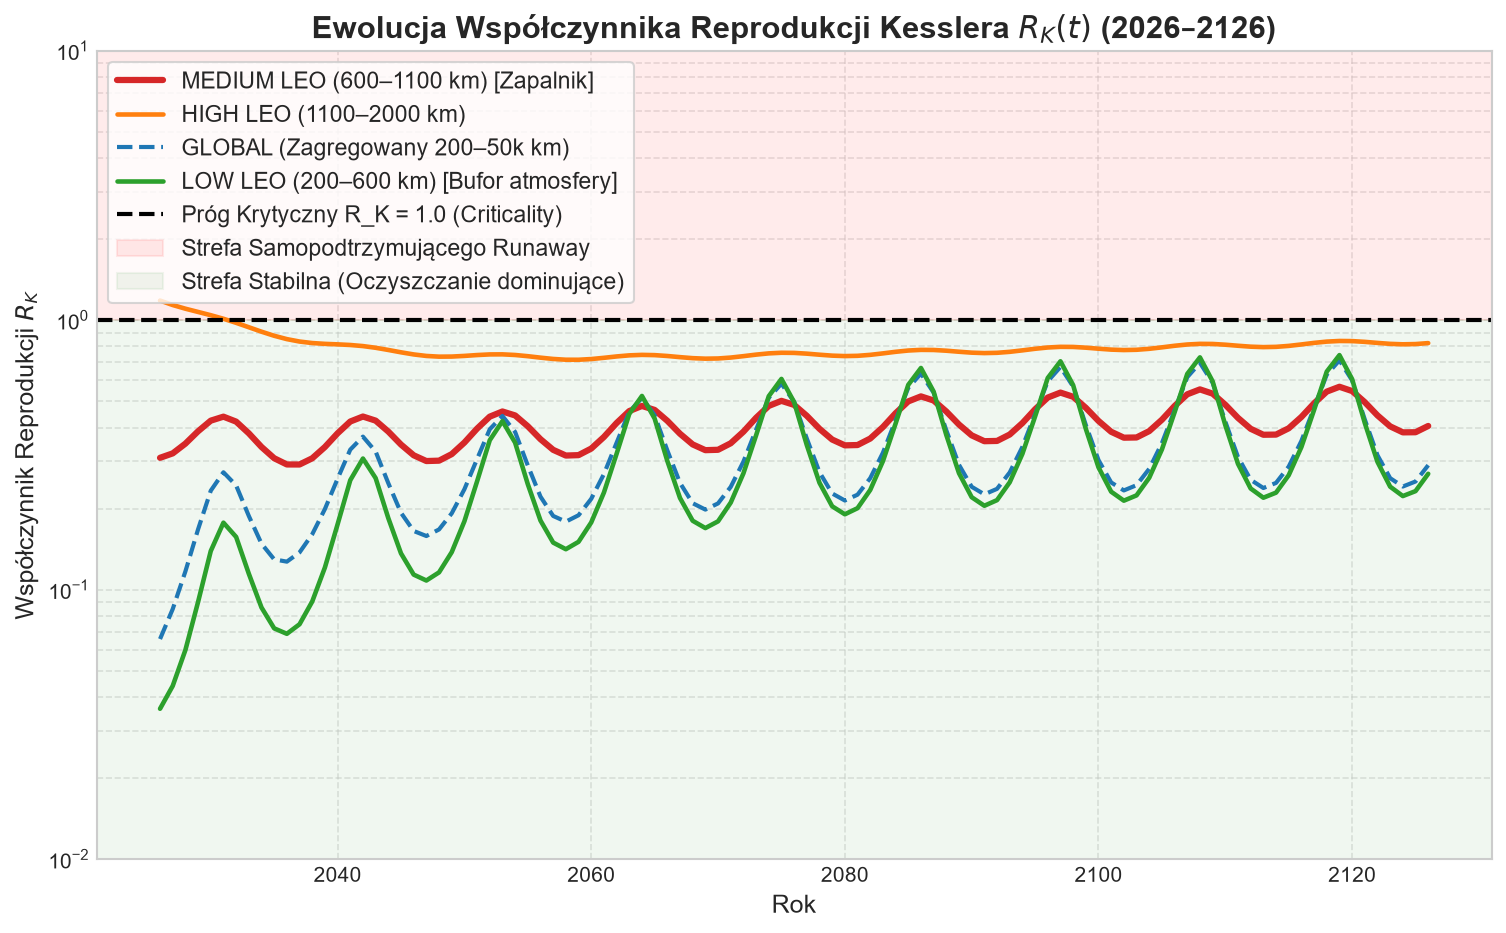 Ewolucja Współczynnika Reprodukcji Kesslera R_K(t) (2026–2126)
MEDIUM LEO (600–1100 km) [Zapalnik]
HIGH LEO (1100–2000 km)
GLOBAL (Zagregowany 200–50k km)
LOW LEO (200–600 km) [Bufor atmosfery]
Próg Krytyczny R_K = 1.0 (Criticality)
Strefa Samopodtrzymującego Runaway
Strefa Stabilna (Oczyszczanie dominujące)
Współczynnik Reprodukcji R_K
10^1
10^0
10^−1
10^−2
2040 2060 2080 2100 2120
Rok